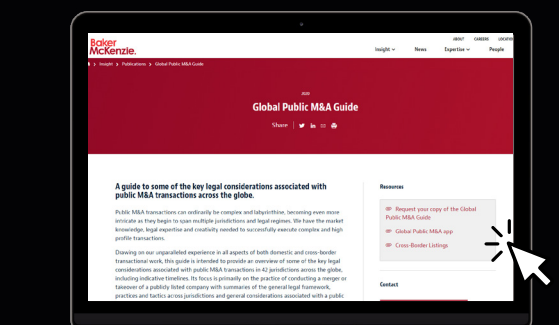 Baker
McKenzie.
ABOUT CAREERS LOCATION
Insight News Expertise People
> Insight > Publications > Global Public M&A Guide
2020
Global Public M&A Guide
Share
A guide to some of the key legal considerations associated with
public M&A transactions across the globe.
Public M&A transactions can ordinarily be complex and labyrinthine, becoming even more
intricate as they begin to span multiple jurisdictions and legal regimes. We have the market
knowledge, legal expertise and creativity needed to successfully execute complex and high
profile transactions.
Drawing on our unparalleled experience in all aspects of both domestic and cross-border
transactional work, this guide is intended to provide an overview of some of the key legal
considerations associated with public M&A transactions in 42 jurisdictions across the globe,
including indicative timelines. Its focus is primarily on the practice of conducting a merger or
takeover of a publicly listed company with summaries of the general legal framework,
practices and tactics across jurisdictions and general considerations associated with a public
Resources
Request your copy of the Global
Public M&A Guide
Global Public M&A app
Cross-Border Listings
Contact